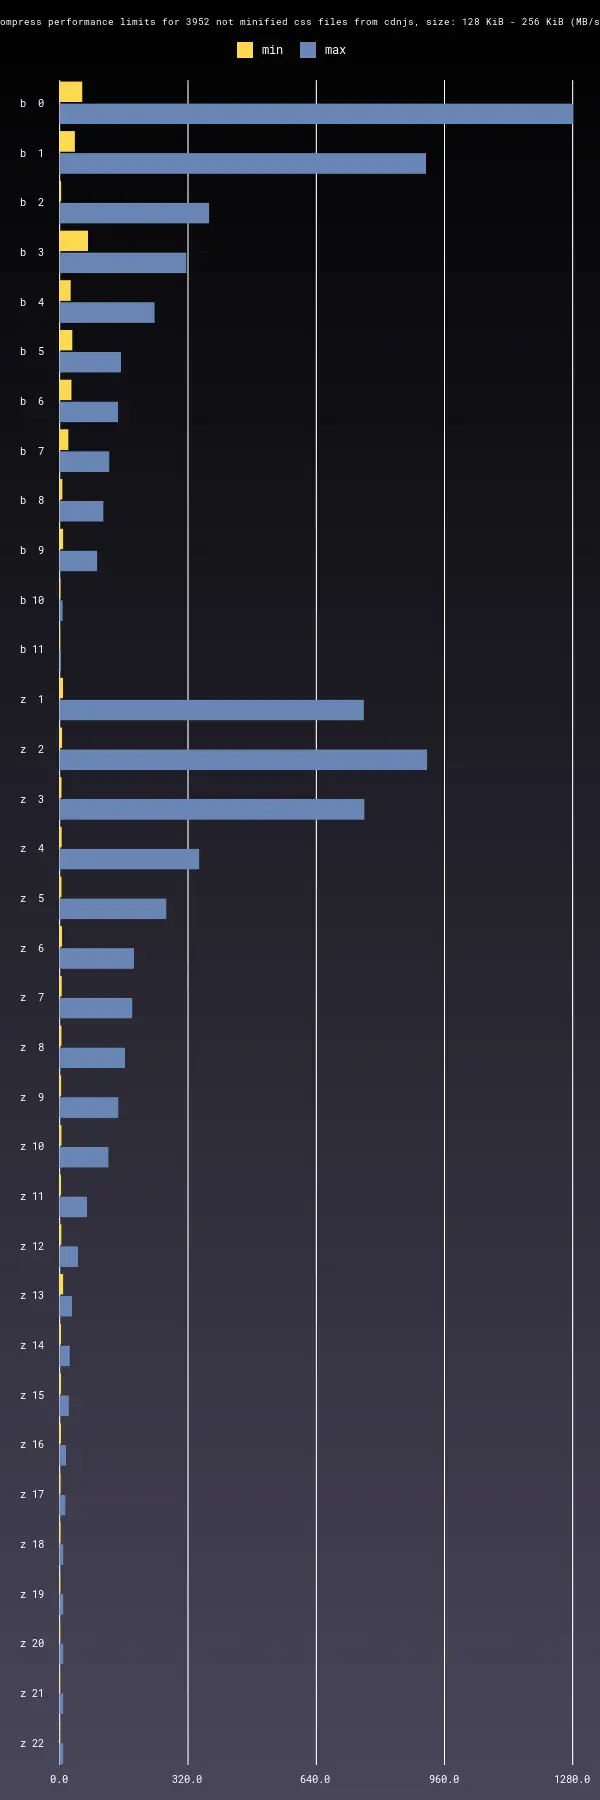 ompress performance limits for 3952 not minified css files from cdnjs, size: 128 KiB - 256 KiB (MB/s
min max
b 0
b 1
b 2
b 3
b 4
b 5
b 6
b 7
b 8
b 9
b 10
b 11
z 1
z 2
z 3
z 4
z 5
z 6
z 7
z 8
z 9
z 10
z 11
z 12
z 13
z 14
z 15
z 16
z 17
z 18
z 19
z 20
z 21
z 22
0.0 320.0 640.0 960.0 1280.0